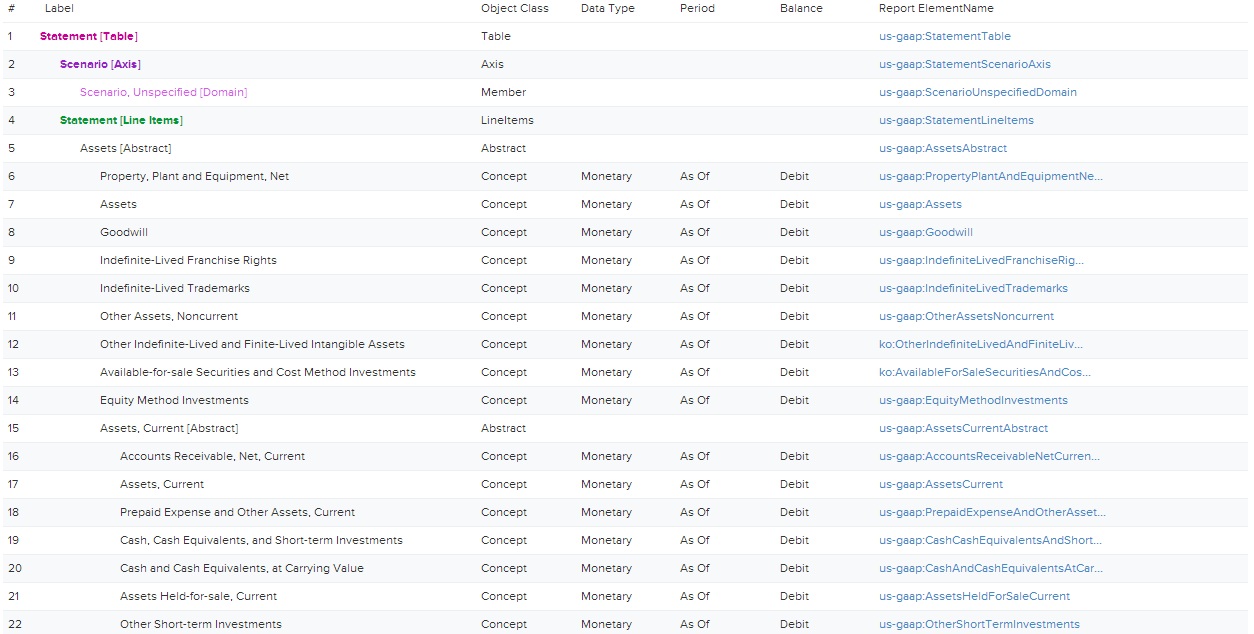 # Label Object Class Data Type Period Balance Report ElementName
1 Statement [Table] Table us-gaap:StatementTable
2 Scenario [Axis] Axis us-gaap:StatementScenarioAxis
3 Scenario, Unspecified [Domain] Member us-gaap:ScenarioUnspecifiedDomain
4 Statement [Line Items] LineItems us-gaap:StatementLineItems
5 Assets [Abstract] Abstract us-gaap:AssetsAbstract
6 Property, Plant and Equipment, Net Concept Monetary As Of Debit us-gaap:PropertyPlantAndEquipmentNe...
7 Assets Concept Monetary As Of Debit us-gaap:Assets
8 Goodwill Concept Monetary As Of Debit us-gaap:Goodwill
9 Indefinite-Lived Franchise Rights Concept Monetary As Of Debit us-gaap:IndefiniteLivedFranchiseRig...
10 Indefinite-Lived Trademarks Concept Monetary As Of Debit us-gaap:IndefiniteLivedTrademarks
11 Other Assets, Noncurrent Concept Monetary As Of Debit us-gaap:OtherAssetsNoncurrent
12 Other Indefinite-Lived and Finite-Lived Intangible Assets Concept Monetary As Of Debit ko:OtherIndefiniteLivedAndFiniteLiv...
13 Available-for-sale Securities and Cost Method Investments Concept Monetary As Of Debit ko:AvailableForSaleSecuritiesAndCos...
14 Equity Method Investments Concept Monetary As Of Debit us-gaap:EquityMethodInvestments
15 Assets, Current [Abstract] Abstract us-gaap:AssetsCurrentAbstract
16 Accounts Receivable, Net, Current Concept Monetary As Of Debit us-gaap:AccountsReceivableNetCurren...
17 Assets, Current Concept Monetary As Of Debit us-gaap:AssetsCurrent
18 Prepaid Expense and Other Assets, Current Concept Monetary As Of Debit us-gaap:PrepaidExpenseAndOtherAsset...
19 Cash, Cash Equivalents, and Short-term Investments Concept Monetary As Of Debit us-gaap:CashCashEquivalentsAndShort...
20 Cash and Cash Equivalents, at Carrying Value Concept Monetary As Of Debit us-gaap:CashAndCashEquivalentsAtCar...
21 Assets Held-for-sale, Current Concept Monetary As Of Debit us-gaap:AssetsHeldForSaleCurrent
22 Other Short-term Investments Concept Monetary As Of Debit us-gaap:OtherShortTermInvestments